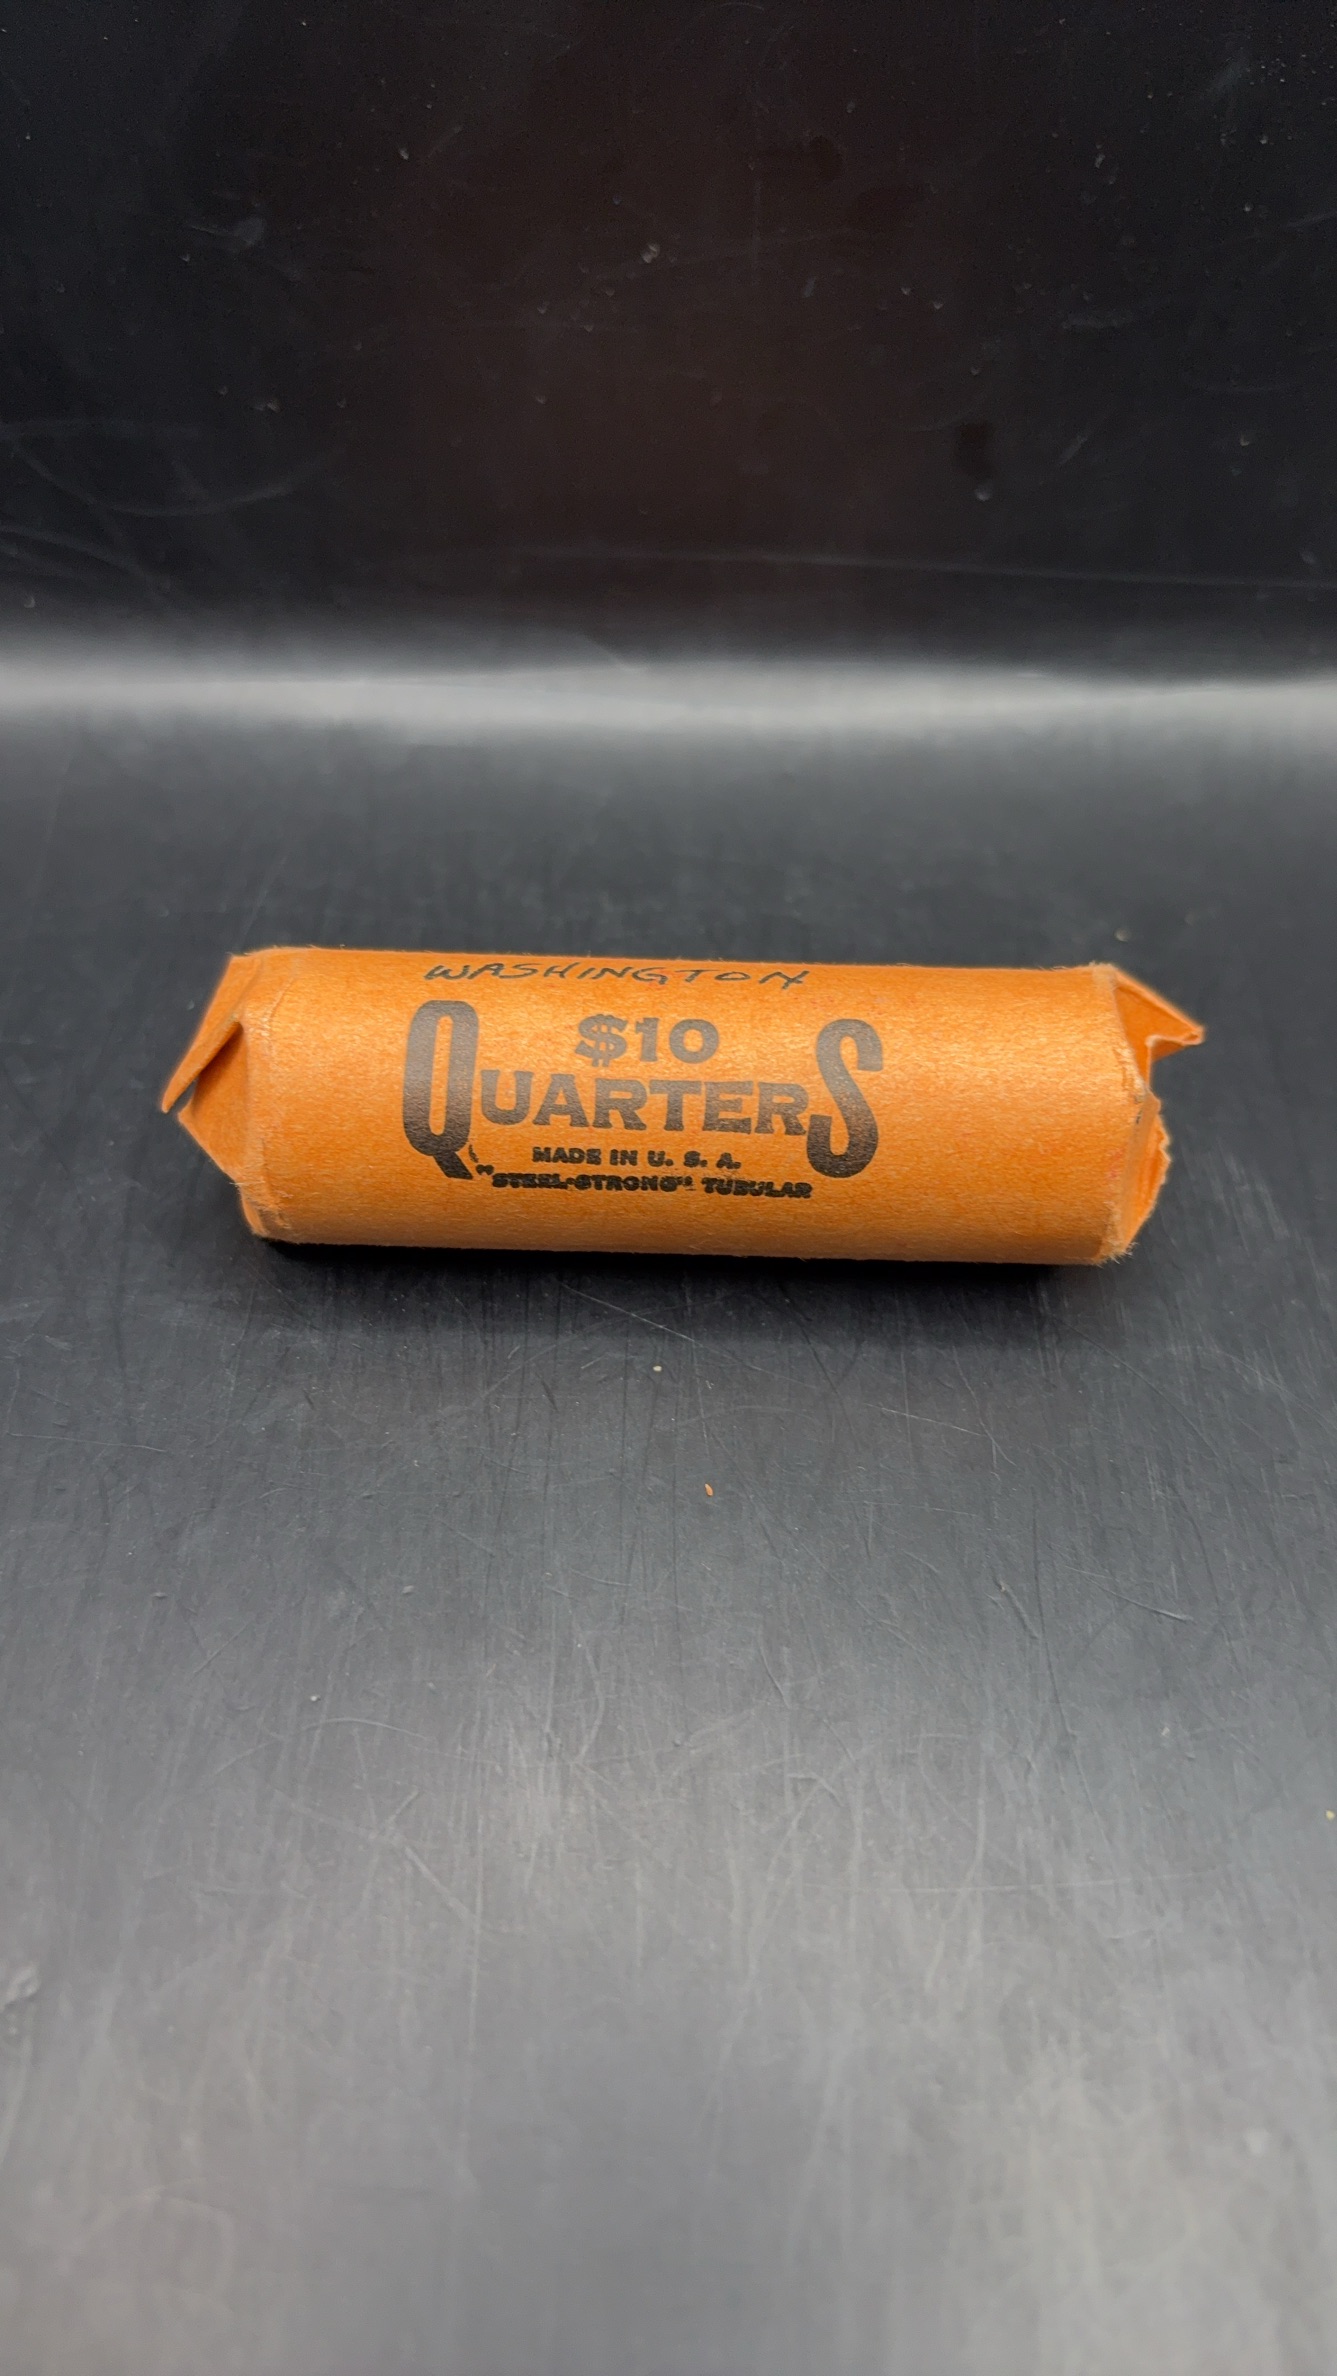 WASHINGTON
$10
QUARTERS
MADE IN U. S. A.
"STEEL-STRONG" TUBULAR